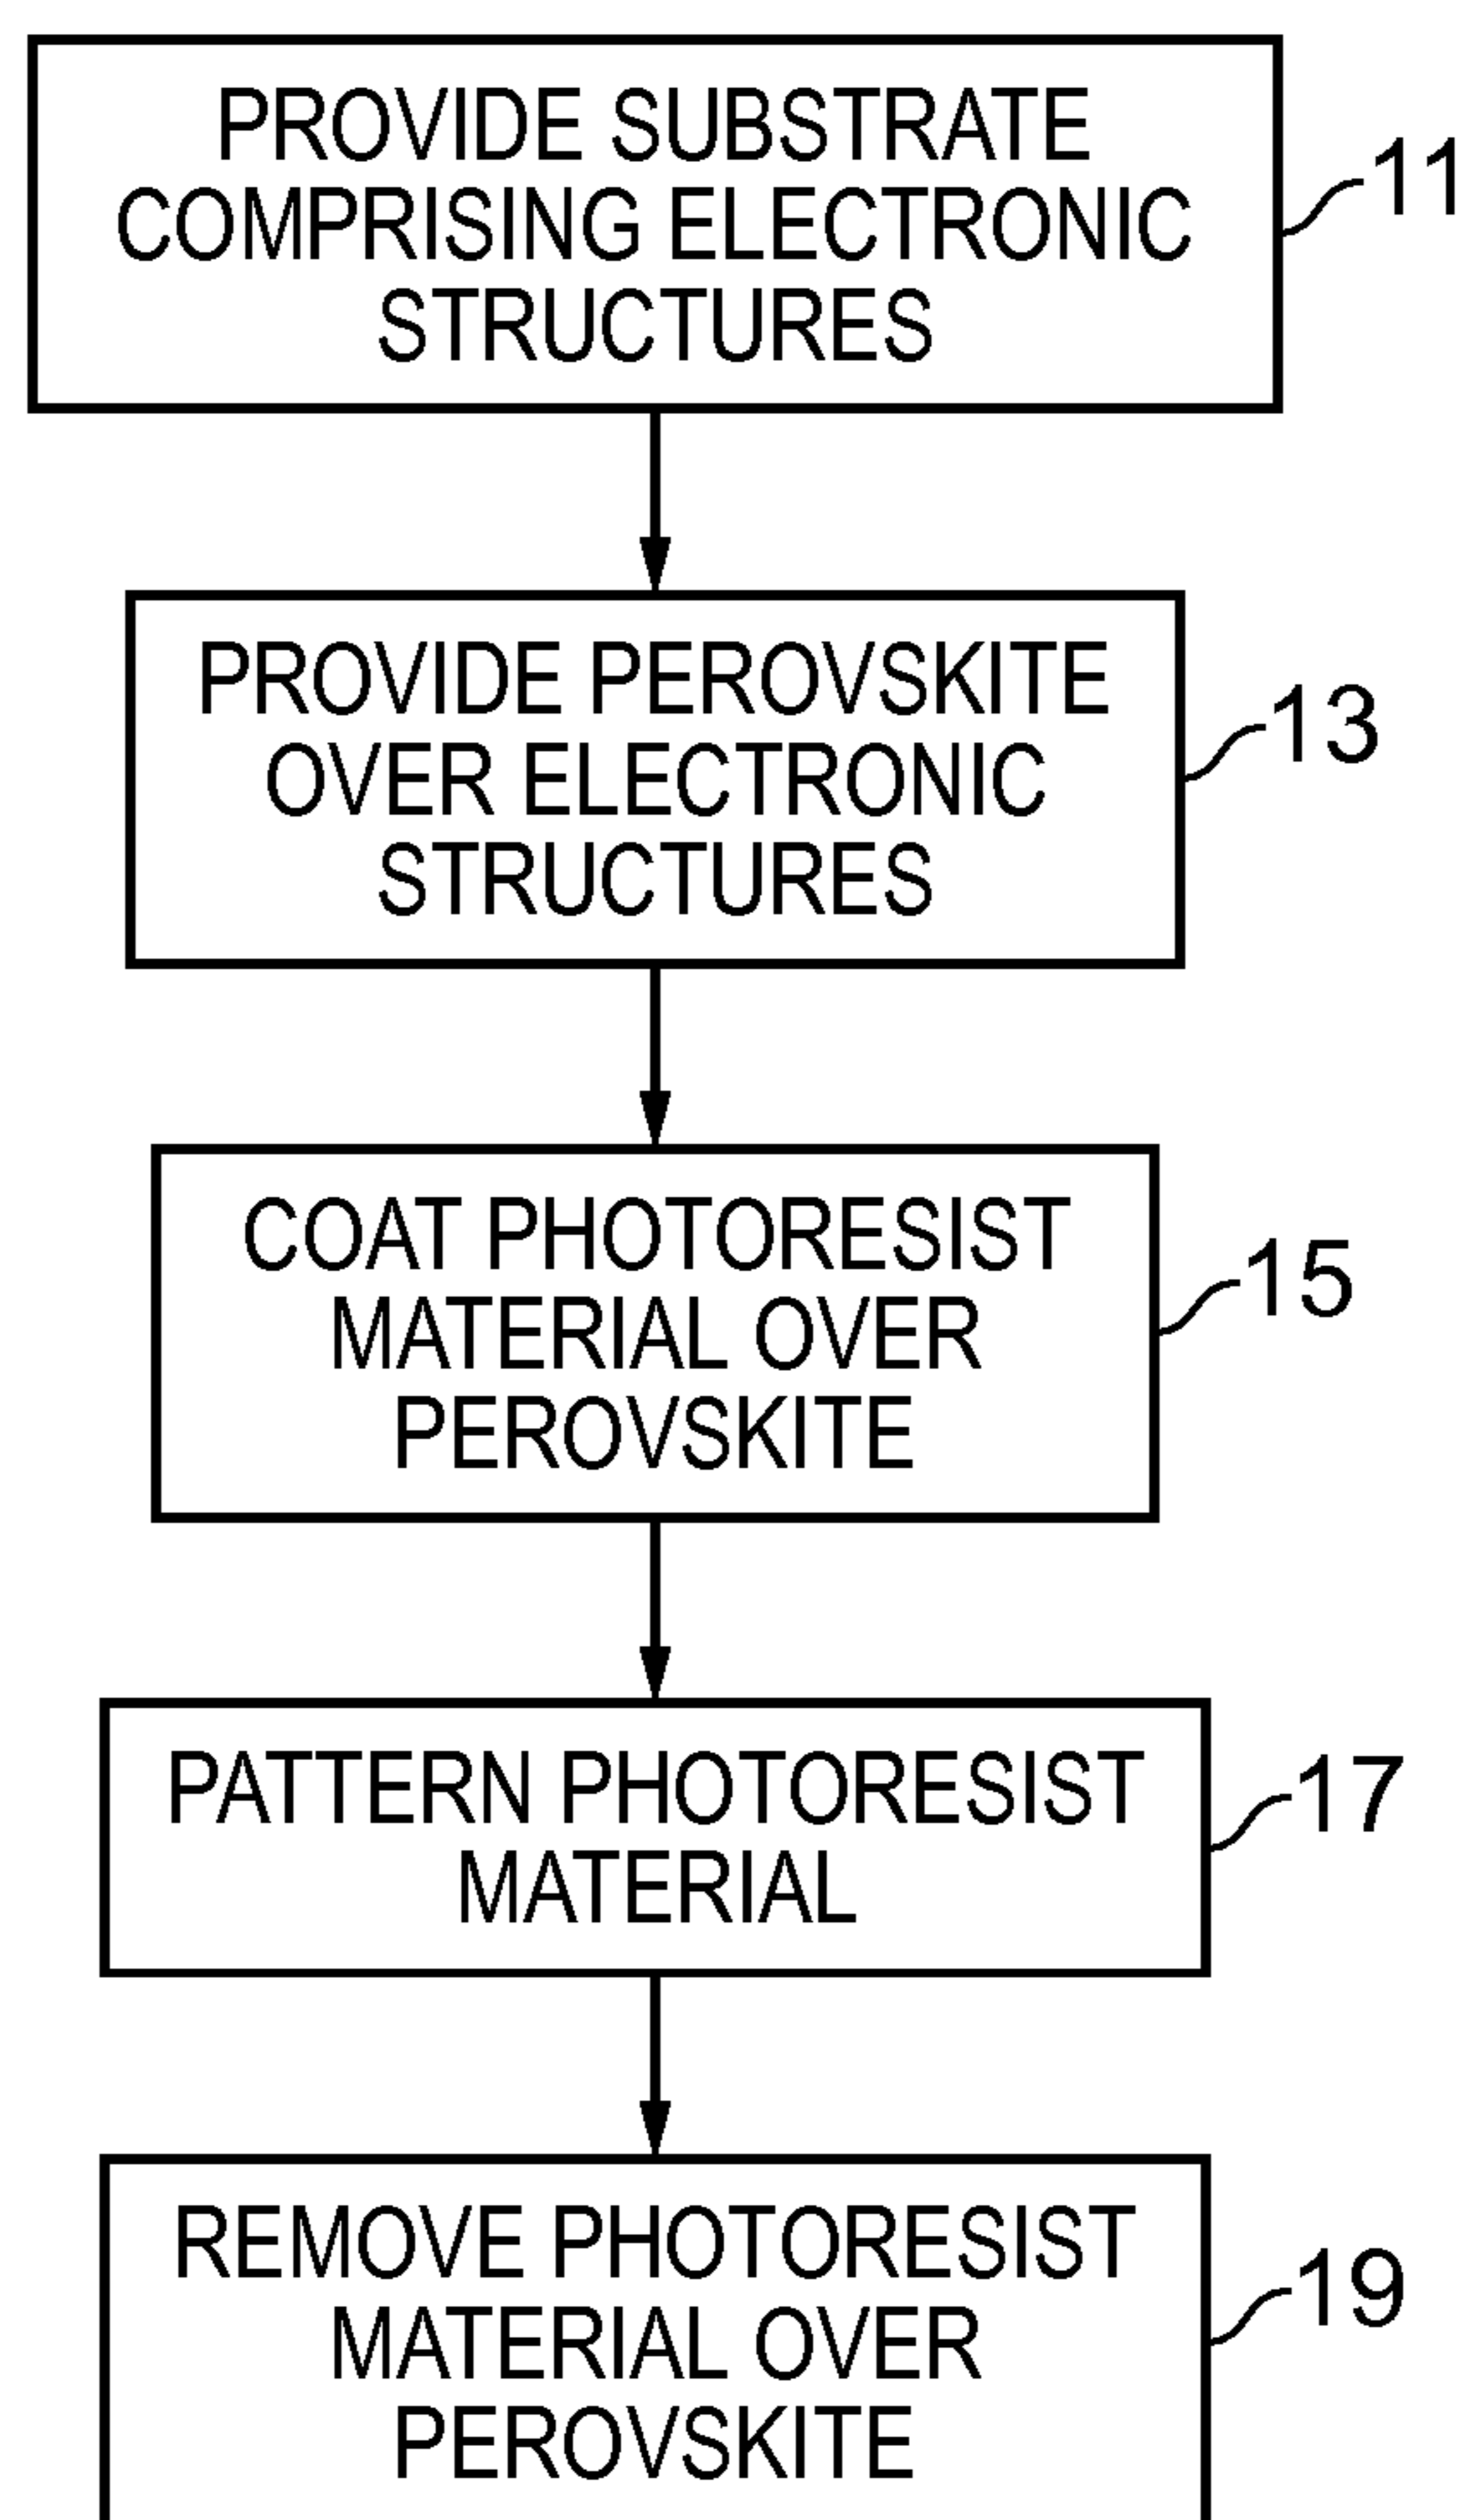 PROVIDE SUBSTRATE
COMPRISING ELECTRONIC
STRUCTURES
11
PROVIDE PEROVSKITE
OVER ELECTRONIC
STRUCTURES
13
COAT PHOTORESIST
MATERIAL OVER
PEROVSKITE
15
PATTERN PHOTORESIST
MATERIAL
17
REMOVE PHOTORESIST
MATERIAL OVER
PEROVSKITE
19